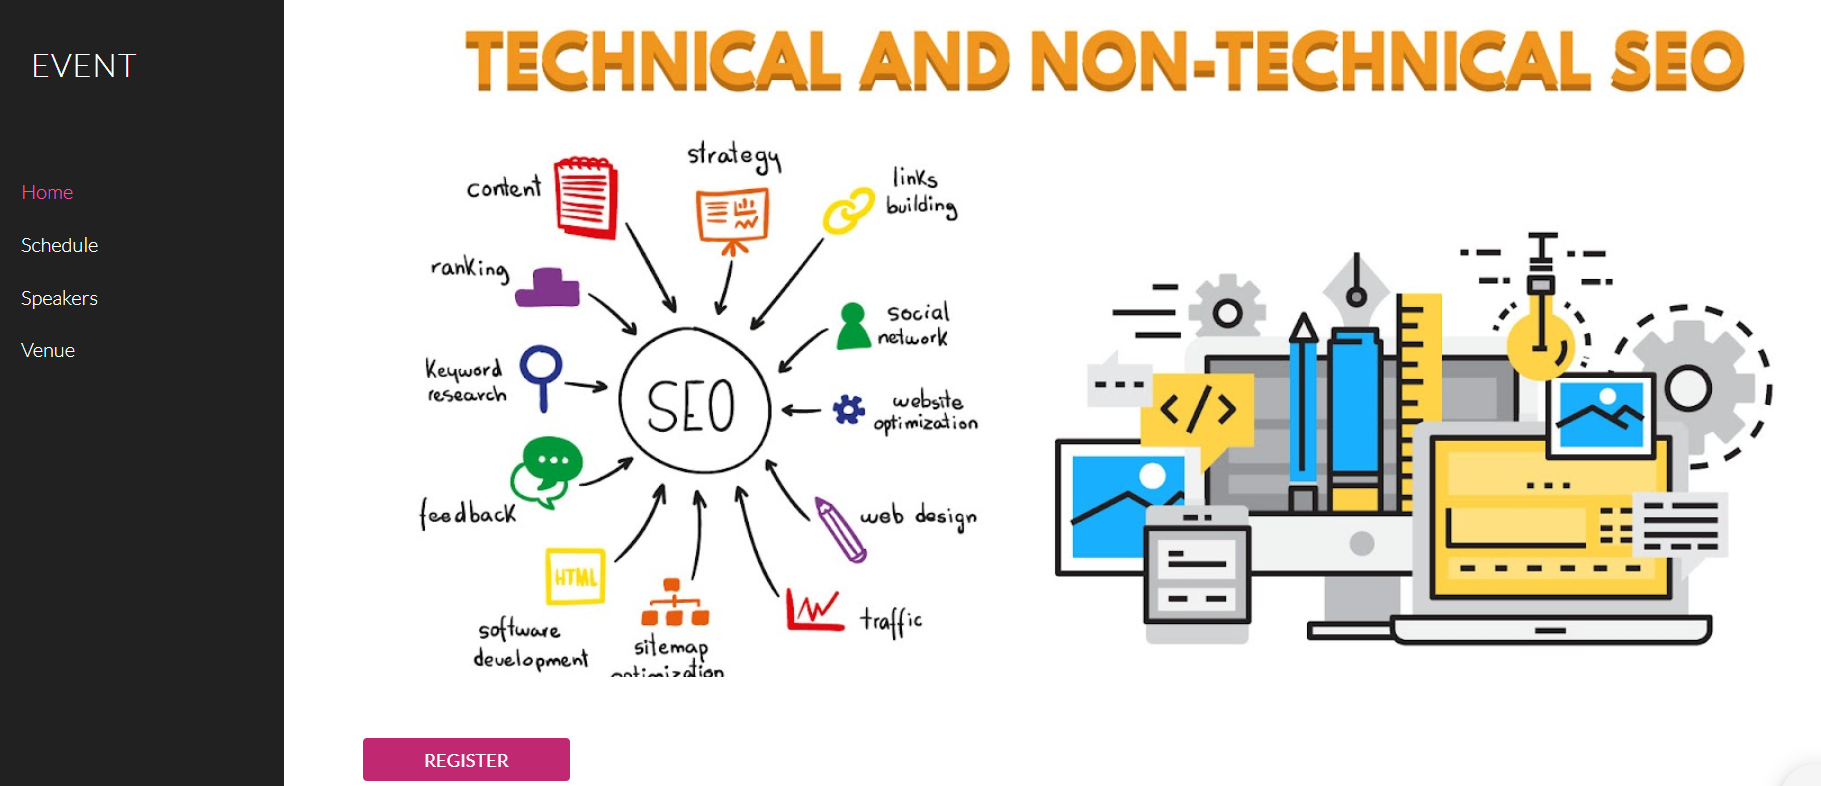 EVENT
Home
Schedule
Speakers
Venue
TECHNICAL AND NON-TECHNICAL SEO
content
strategy
links
building
ranking
social
network
Keyword
research
SEO
website
optimization
feedback
web design
HTML
software
development
sitemap
optimization
traffic
</>
REGISTER